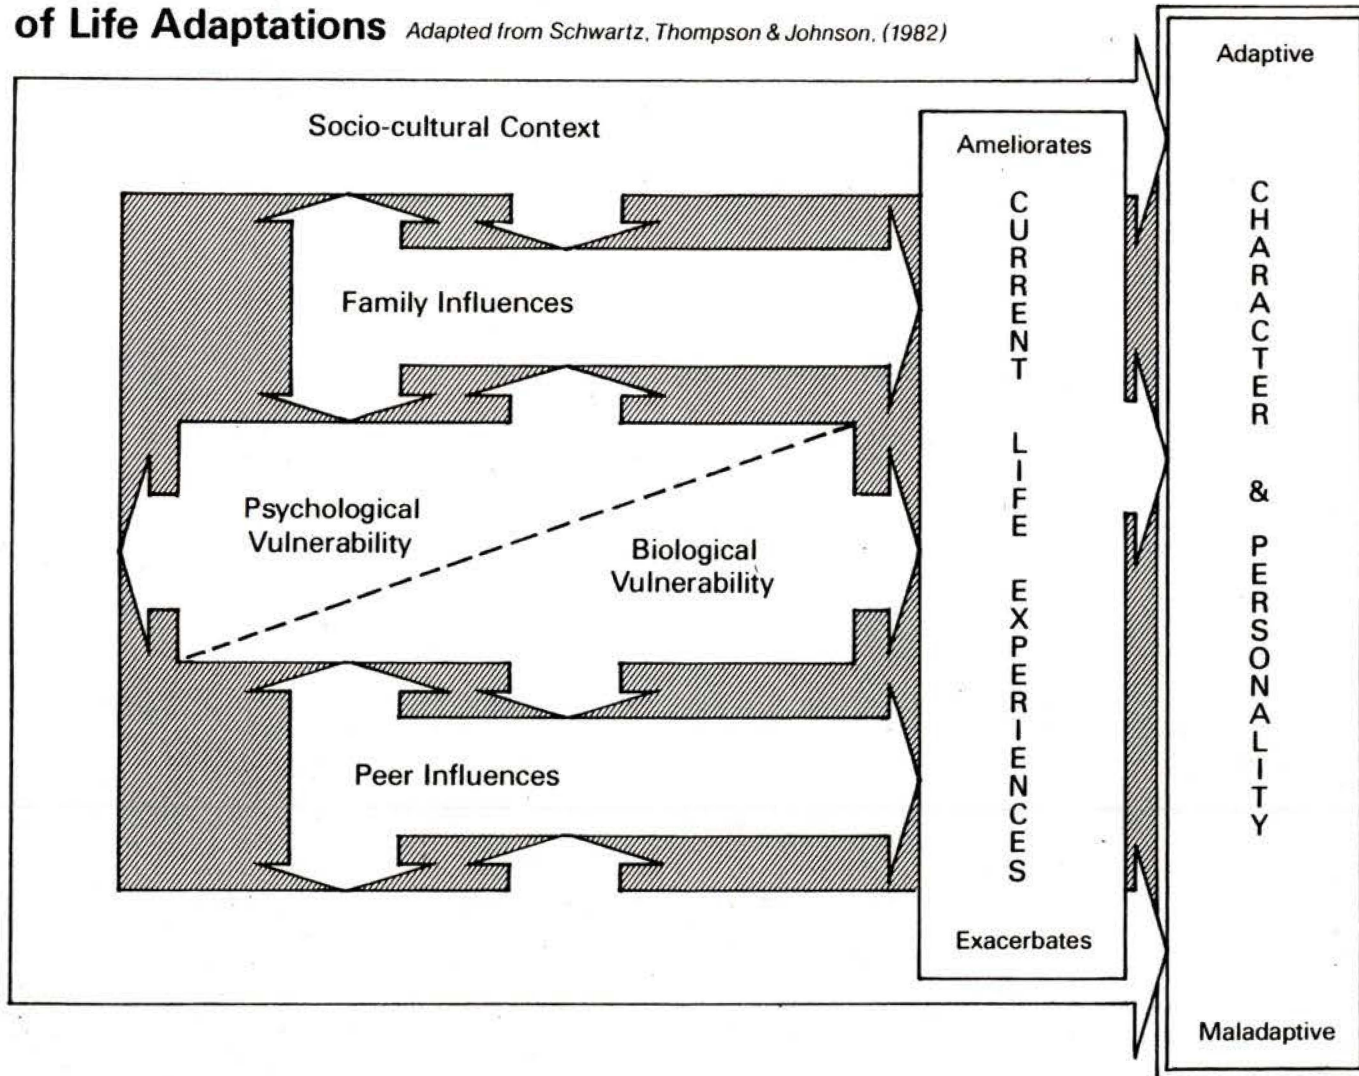 of Life Adaptations Adapted from Schwartz, Thompson & Johnson, (1982)
Socio-cultural Context
Family Influences
Psychological
Vulnerability
Biological
Vulnerability
Peer Influences
Ameliorates
CURRENT LIFE EXPERIENCES
Exacerbates
Adaptive
CHARACTER & PERSONALITY
Maladaptive